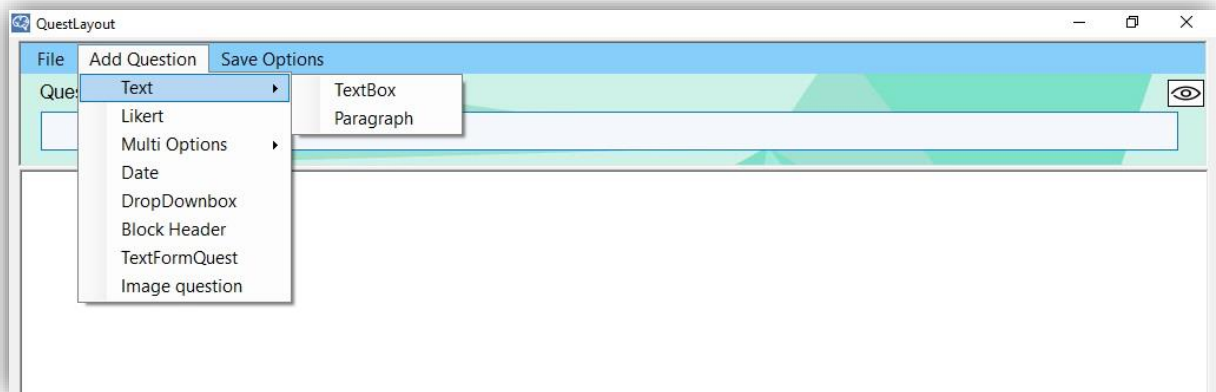 QuestLayout
File Add Question Save Options
Text
TextBox
Likert
Paragraph
Multi Options
Date
DropDownbox
Block Header
TextFormQuest
Image question